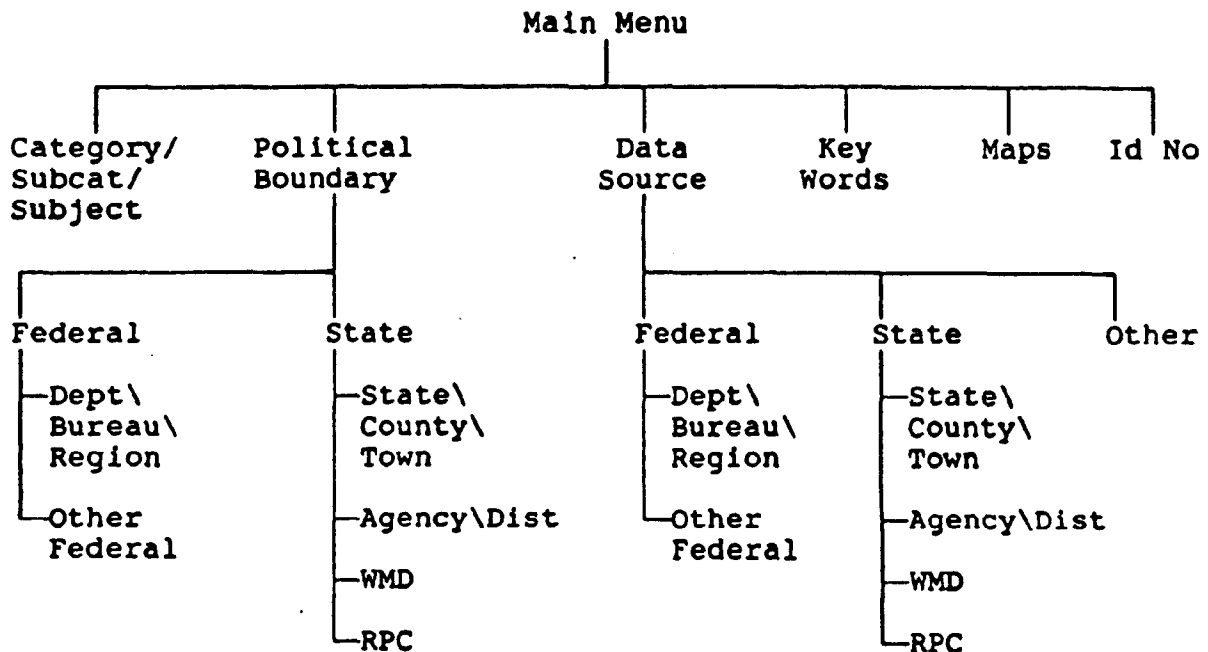 Main Menu
Category/
Subcat/
Subject
Political
Boundary
Data
Source
Key
Words
Maps
Id No
Federal
Dept\
Bureau\
Region
Other
Federal
State
State\
County\
Town
Agency\Dist
WMD
RPC
Federal
Dept\
Bureau\
Region
Other
Federal
State
State\
County\
Town
Agency\Dist
WMD
RPC
Other